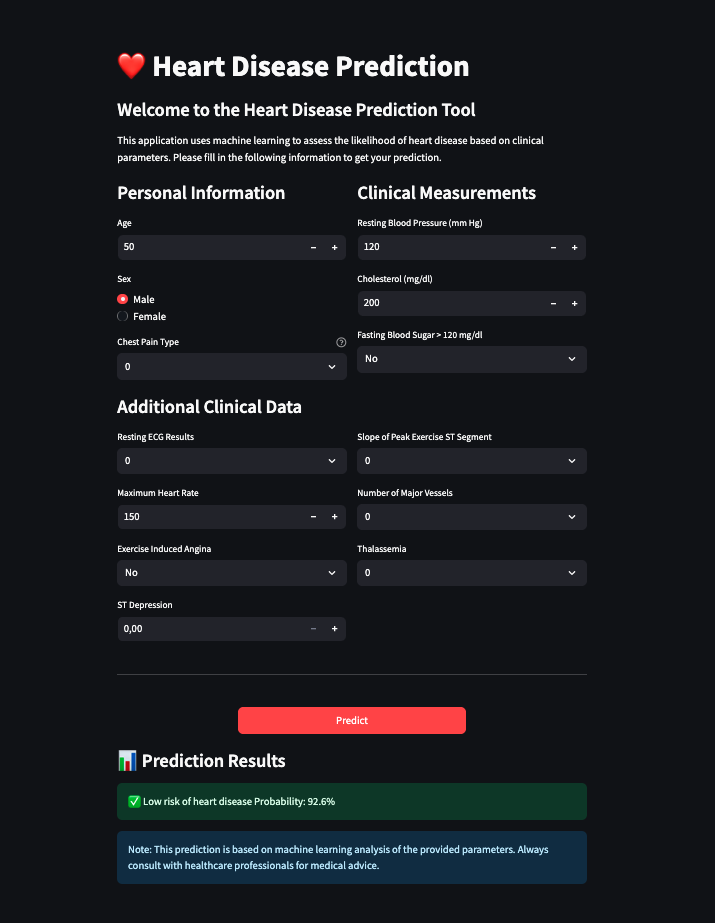 ❤️ Heart Disease Prediction
Welcome to the Heart Disease Prediction Tool
This application uses machine learning to assess the likelihood of heart disease based on clinical
parameters. Please fill in the following information to get your prediction.
Personal Information
Age
50
Sex
Male
Female
Chest Pain Type
0
Clinical Measurements
Resting Blood Pressure (mm Hg)
120
Cholesterol (mg/dl)
200
Fasting Blood Sugar > 120 mg/dl
No
Additional Clinical Data
Resting ECG Results
0
Maximum Heart Rate
150
Exercise Induced Angina
No
ST Depression
0,00
Slope of Peak Exercise ST Segment
0
Number of Major Vessels
0
Thalassemia
0
Predict
📊 Prediction Results
✅ Low risk of heart disease Probability: 92.6%
Note: This prediction is based on machine learning analysis of the provided parameters. Always
consult with healthcare professionals for medical advice.